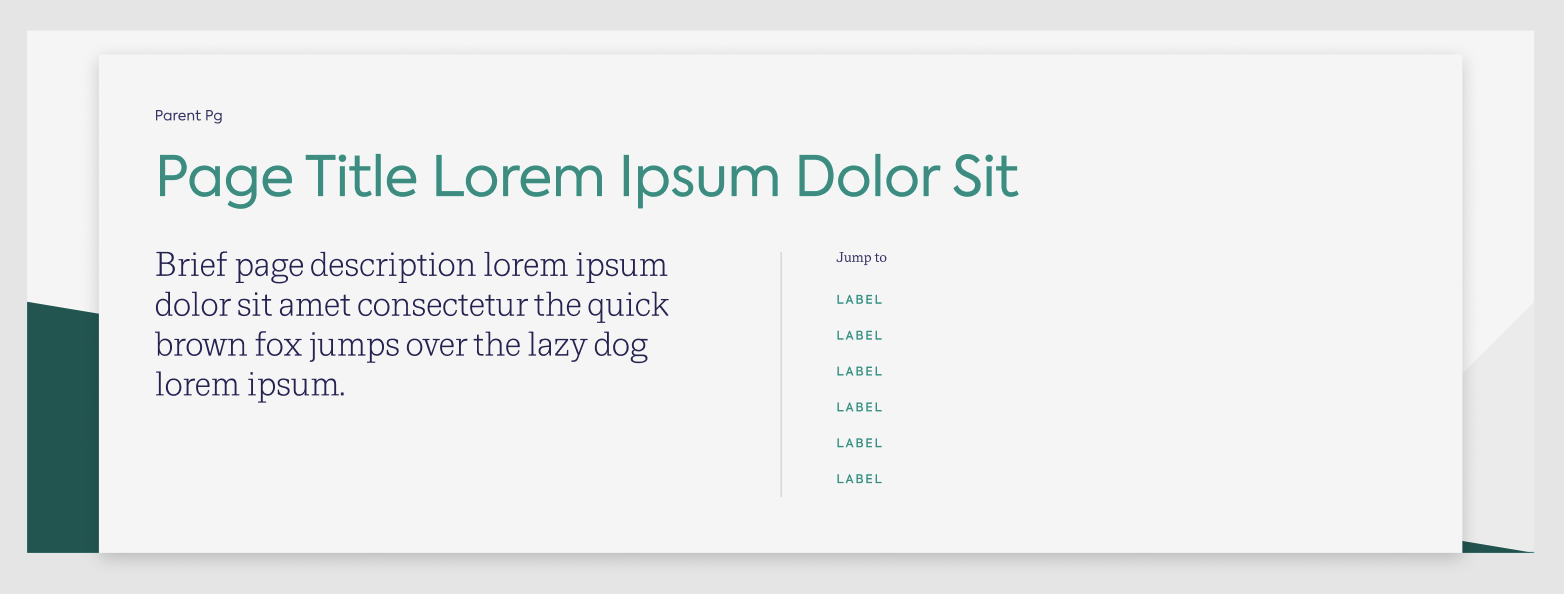 Parent Pg
Page Title Lorem Ipsum Dolor Sit
Brief page description lorem ipsum
dolor sit amet consectetur the quick
brown fox jumps over the lazy dog
lorem ipsum.
Jump to
LABEL
LABEL
LABEL
LABEL
LABEL
LABEL